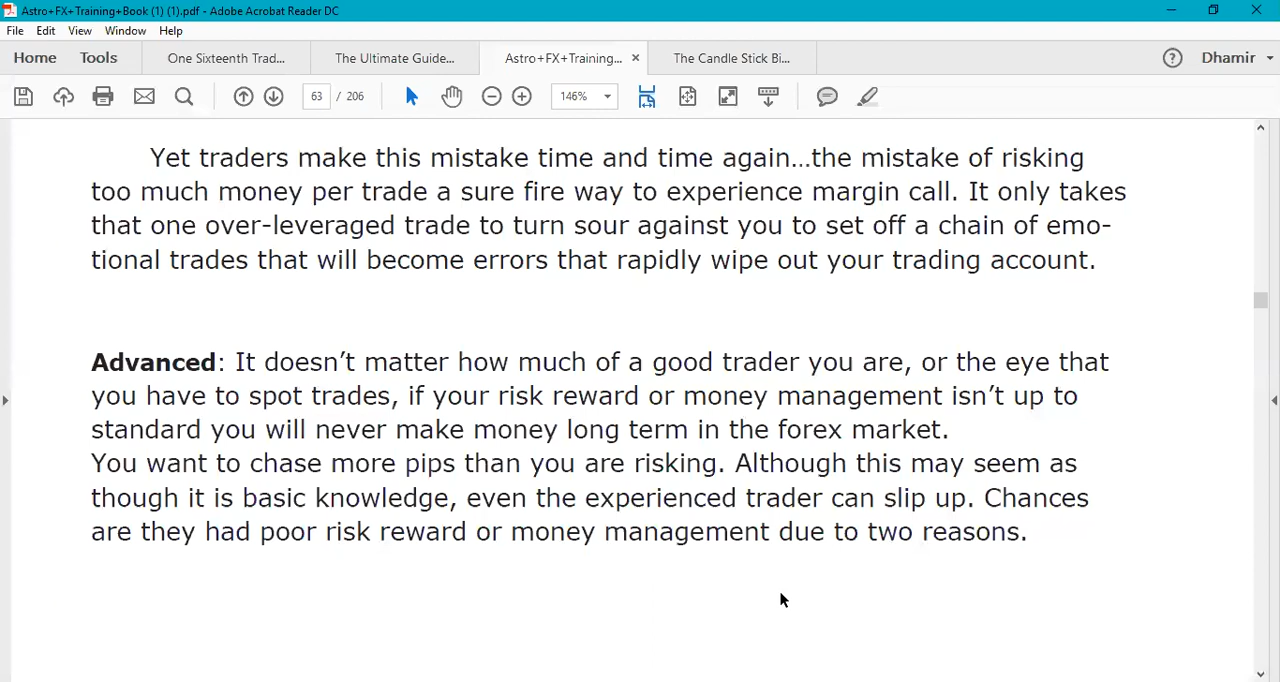 Astro+FX+Training+Book (1) (1).pdf - Adobe Acrobat Reader DC
File Edit View Window Help
Home Tools One Sixteenth Trad... The Ultimate Guide... Astro+FX+Training... × The Candle Stick Bi... ? Dhamir
63 / 206 146%
Yet traders make this mistake time and time again...the mistake of risking
too much money per trade a sure fire way to experience margin call. It only takes
that one over-leveraged trade to turn sour against you to set off a chain of emo-
tional trades that will become errors that rapidly wipe out your trading account.
Advanced: It doesn’t matter how much of a good trader you are, or the eye that
you have to spot trades, if your risk reward or money management isn’t up to
standard you will never make money long term in the forex market.
You want to chase more pips than you are risking. Although this may seem as
though it is basic knowledge, even the experienced trader can slip up. Chances
are they had poor risk reward or money management due to two reasons.